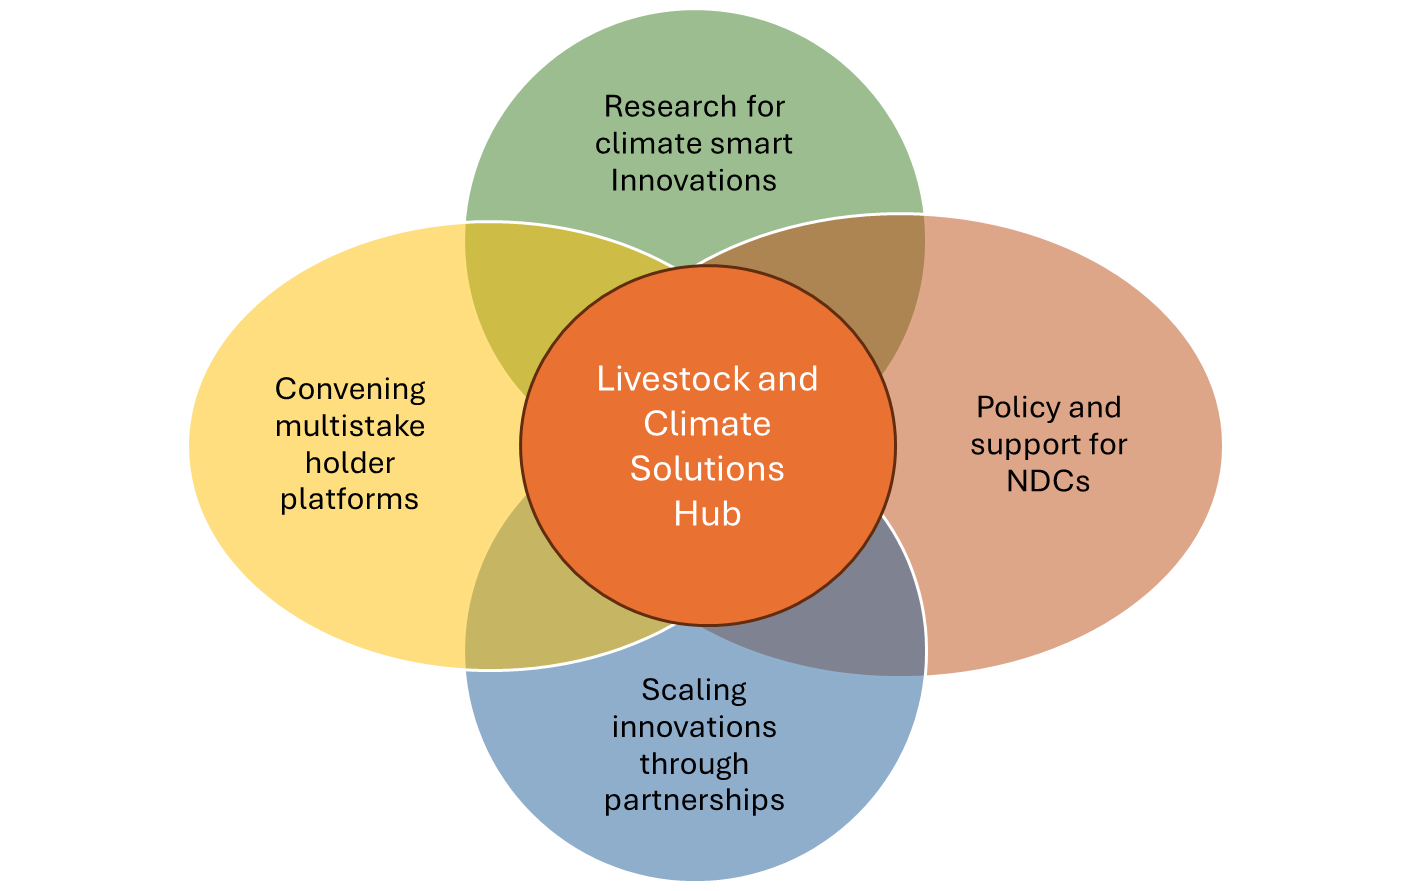 Research for
climate smart
Innovations
Convening
multistake
holder
platforms
Livestock and
Climate
Solutions
Hub
Policy and
support for
NDCs
Scaling
innovations
through
partnerships